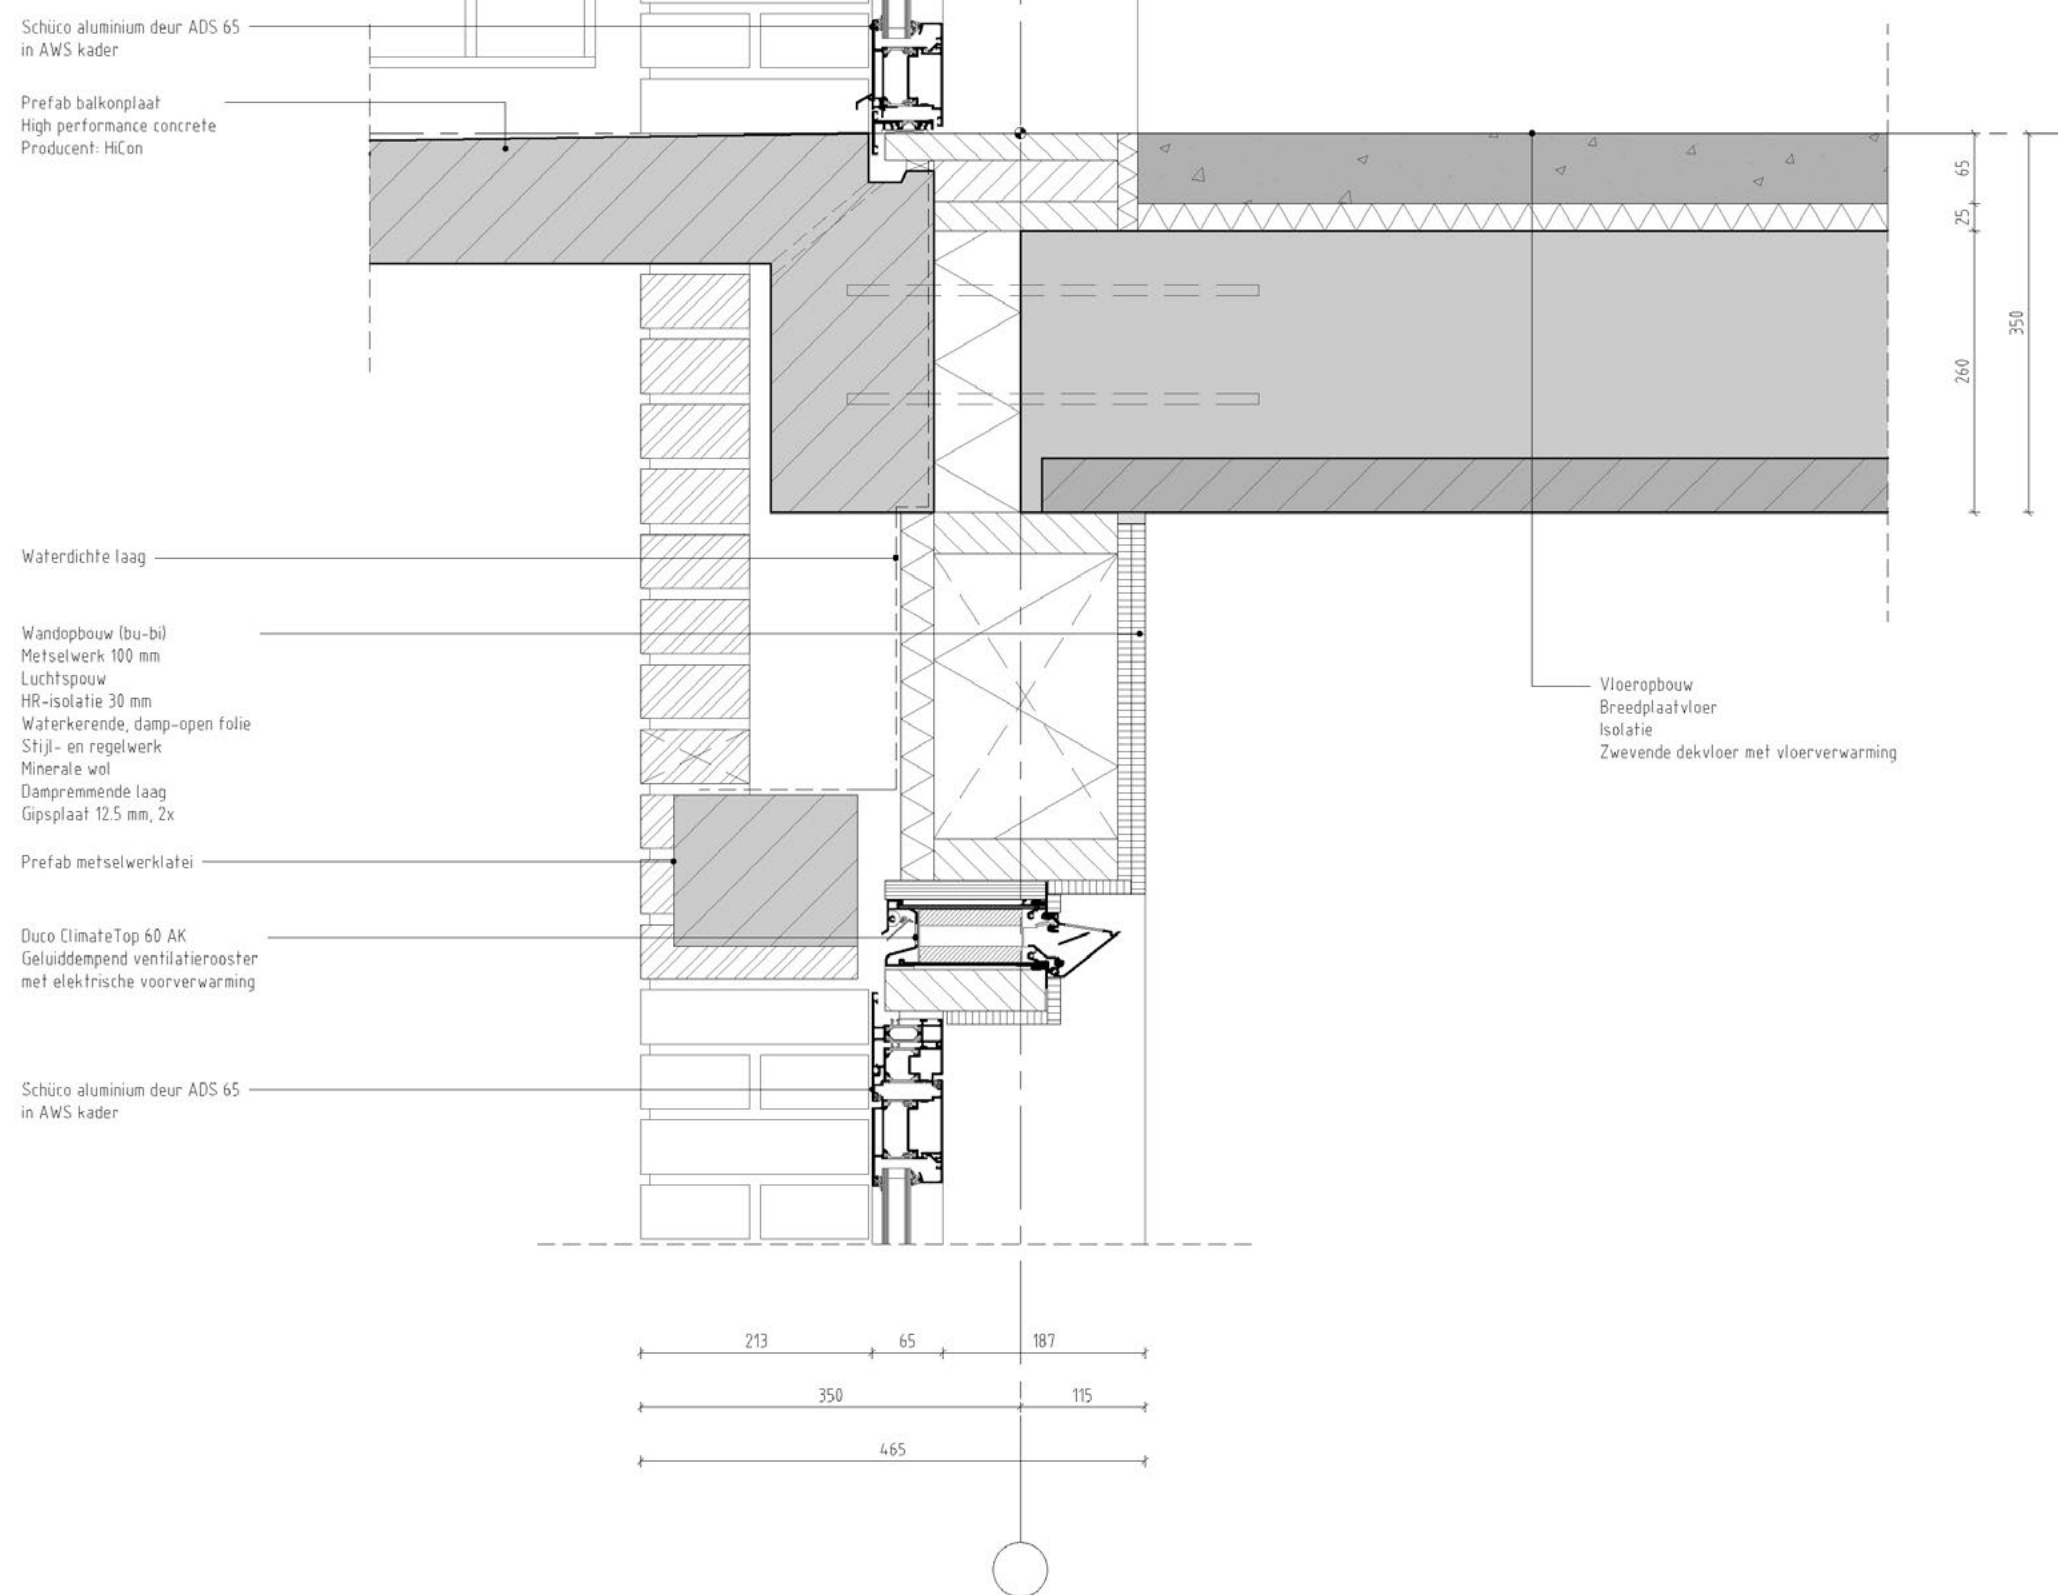 Schüco aluminium deur ADS 65
in AWS kader
Prefab balkonplaat
High performance concrete
Producent: HiCon
65
25
260
350
Waterdichte laag
Wandopbouw (bu-bi)
Metselwerk 100 mm
Luchtspouw
HR-isolatie 30 mm
Waterkerende, damp-open folie
Stijl- en regelwerk
Minerale wol
Dampremmende laag
Gipsplaat 12.5 mm, 2x
Vloeropbouw
Breedplaatvloer
Isolatie
Zwevende dekvloer met vloerverwarming
Prefab metselwerklatei
Duco ClimateTop 60 AK
Geluiddempend ventilatierooster
met elektrische voorverwarming
Schüco aluminium deur ADS 65
in AWS kader
213 65 187
350 115
465